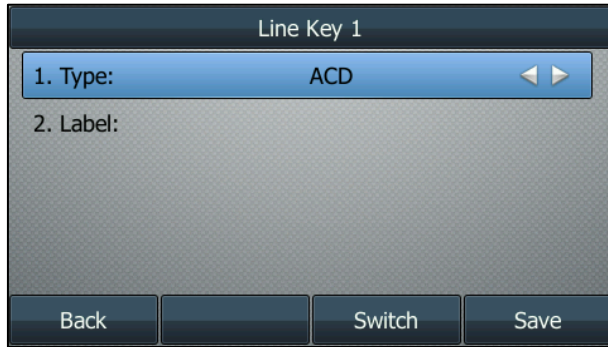 Line Key 1
1. Type: ACD
2. Label:
Back Switch Save